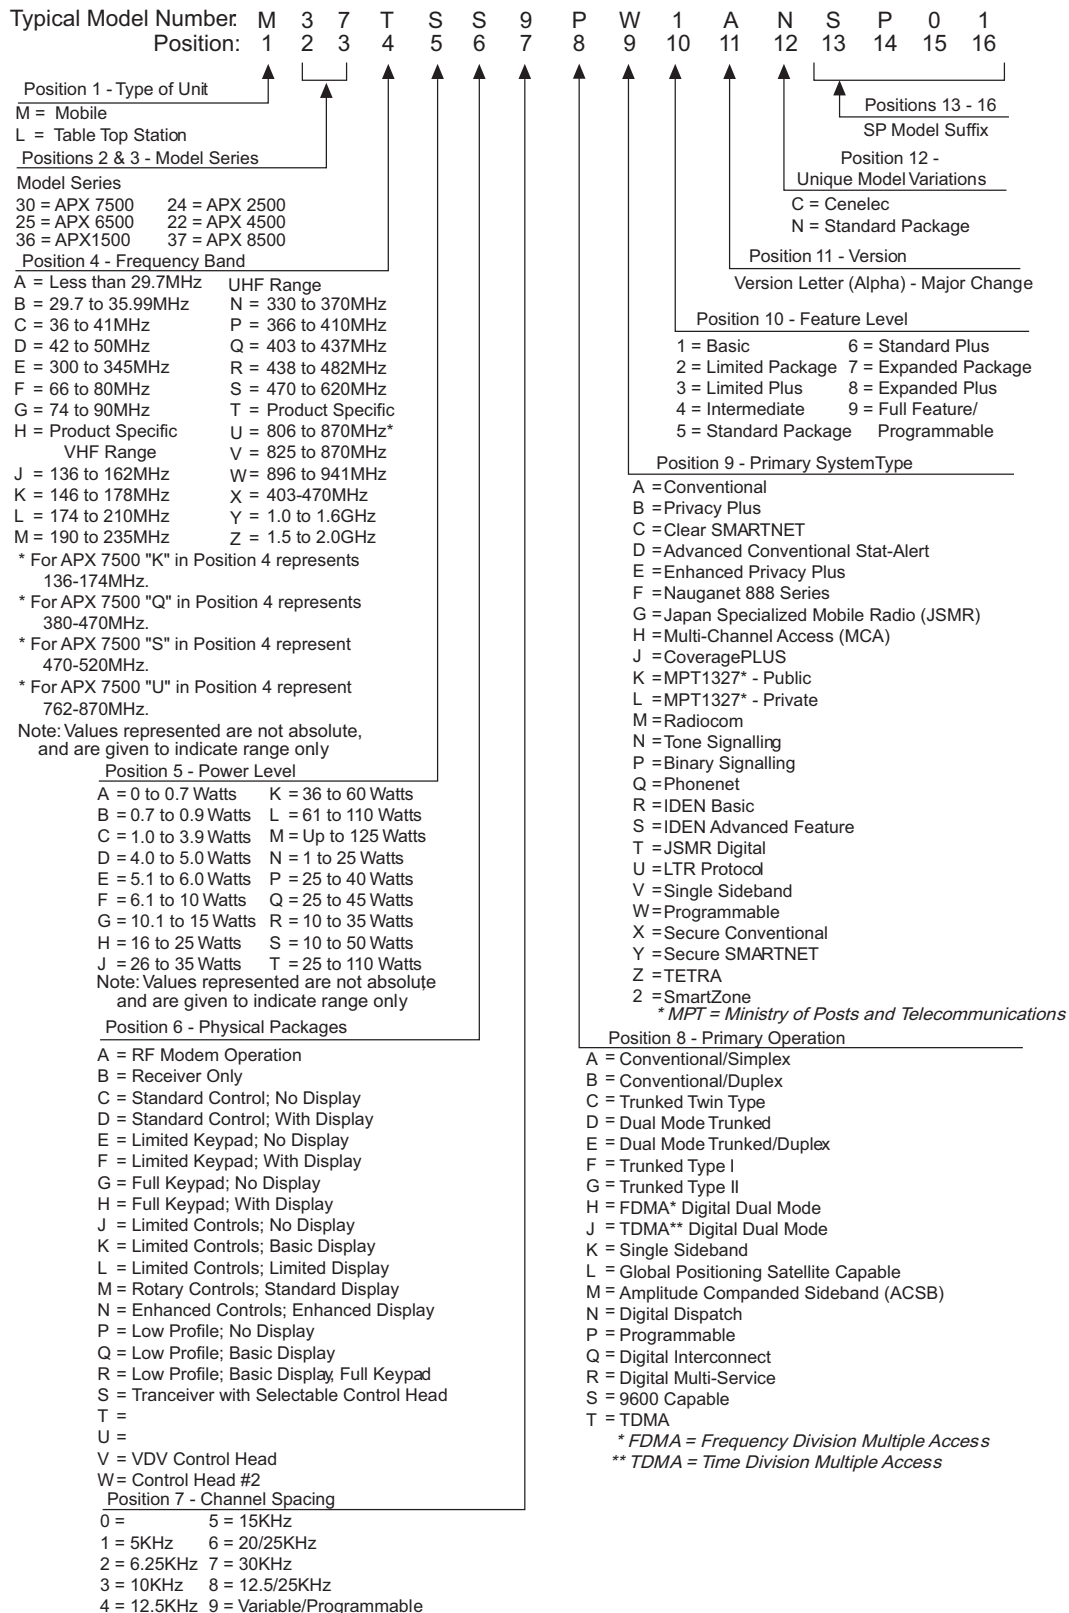 Typical Model Number: M 3 7 T S S 9 P W 1 A N S P 0 1
Position: 1 2 3 4 5 6 7 8 9 10 11 12 13 14 15 16
Position 1 - Type of Unit
M = Mobile
L = Table Top Station
Positions 2 & 3 - Model Series
Model Series
30 = APX 7500 24 = APX 2500
25 = APX 6500 22 = APX 4500
36 = APX1500 37 = APX 8500
Position 4 - Frequency Band
A = Less than 29.7MHz
B = 29.7 to 35.99MHz
C = 36 to 41MHz
D = 42 to 50MHz
E = 300 to 345MHz
F = 66 to 80MHz
G = 74 to 90MHz
H = Product Specific
VHF Range
J = 136 to 162MHz
K = 146 to 178MHz
L = 174 to 210MHz
M = 190 to 235MHz
UHF Range
N = 330 to 370MHz
P = 366 to 410MHz
Q = 403 to 437MHz
R = 438 to 482MHz
S = 470 to 620MHz
T = Product Specific
U = 806 to 870MHz*
V = 825 to 870MHz
W = 896 to 941MHz
X = 403-470MHz
Y = 1.0 to 1.6GHz
Z = 1.5 to 2.0GHz
* For APX 7500 "K" in Position 4 represents
136-174MHz.
* For APX 7500 "Q" in Position 4 represents
380-470MHz.
* For APX 7500 "S" in Position 4 represent
470-520MHz.
* For APX 7500 "U" in Position 4 represent
762-870MHz.
Note: Values represented are not absolute,
and are given to indicate range only
Position 5 - Power Level
A = 0 to 0.7 Watts K = 36 to 60 Watts
B = 0.7 to 0.9 Watts L = 61 to 110 Watts
C = 1.0 to 3.9 Watts M = Up to 125 Watts
D = 4.0 to 5.0 Watts N = 1 to 25 Watts
E = 5.1 to 6.0 Watts P = 25 to 40 Watts
F = 6.1 to 10 Watts Q = 25 to 45 Watts
G = 10.1 to 15 Watts R = 10 to 35 Watts
H = 16 to 25 Watts S = 10 to 50 Watts
J = 26 to 35 Watts T = 25 to 110 Watts
Note: Values represented are not absolute,
and are given to indicate range only
Position 6 - Physical Packages
A = RF Modem Operation
B = Receiver Only
C = Standard Control; No Display
D = Standard Control; With Display
E = Limited Keypad; No Display
F = Limited Keypad; With Display
G = Full Keypad; No Display
H = Full Keypad; With Display
J = Limited Controls; No Display
K = Limited Controls; Basic Display
L = Limited Controls; Limited Display
M = Rotary Controls; Standard Display
N = Enhanced Controls; Enhanced Display
P = Low Profile; No Display
Q = Low Profile; Basic Display
R = Low Profile; Basic Display, Full Keypad
S = Tranceiver with Selectable Control Head
T =
U =
V = VDV Control Head
W = Control Head #2
Position 7 - Channel Spacing
0 = 5 = 15KHz
1 = 5KHz 6 = 20/25KHz
2 = 6.25KHz 7 = 30KHz
3 = 10KHz 8 = 12.5/25KHz
4 = 12.5KHz 9 = Variable/Programmable
Positions 13 - 16
SP Model Suffix
Position 12 -
Unique Model Variations
C = Cenelec
N = Standard Package
Position 11 - Version
Version Letter (Alpha) - Major Change
Position 10 - Feature Level
1 = Basic 6 = Standard Plus
2 = Limited Package 7 = Expanded Package
3 = Limited Plus 8 = Expanded Plus
4 = Intermediate 9 = Full Feature/
5 = Standard Package Programmable
Position 9 - Primary System Type
A = Conventional
B = Privacy Plus
C = Clear SMARTNET
D = Advanced Conventional Stat-Alert
E = Enhanced Privacy Plus
F = Nauganet 888 Series
G = Japan Specialized Mobile Radio (JSMR)
H = Multi-Channel Access (MCA)
J = CoveragePLUS
K = MPT1327* - Public
L = MPT1327* - Private
M = Radiocom
N = Tone Signalling
P = Binary Signalling
Q = Phonenet
R = IDEN Basic
S = IDEN Advanced Feature
T = JSMR Digital
U = LTR Protocol
V = Single Sideband
W = Programmable
X = Secure Conventional
Y = Secure SMARTNET
Z = TETRA
2 = SmartZone
* MPT = Ministry of Posts and Telecommunications
Position 8 - Primary Operation
A = Conventional/Simplex
B = Conventional/Duplex
C = Trunked Twin Type
D = Dual Mode Trunked
E = Dual Mode Trunked/Duplex
F = Trunked Type I
G = Trunked Type II
H = FDMA* Digital Dual Mode
J = TDMA** Digital Dual Mode
K = Single Sideband
L = Global Positioning Satellite Capable
M = Amplitude Companded Sideband (ACSB)
N = Digital Dispatch
P = Programmable
Q = Digital Interconnect
R = Digital Multi-Service
S = 9600 Capable
T = TDMA
* FDMA = Frequency Division Multiple Access
** TDMA = Time Division Multiple Access